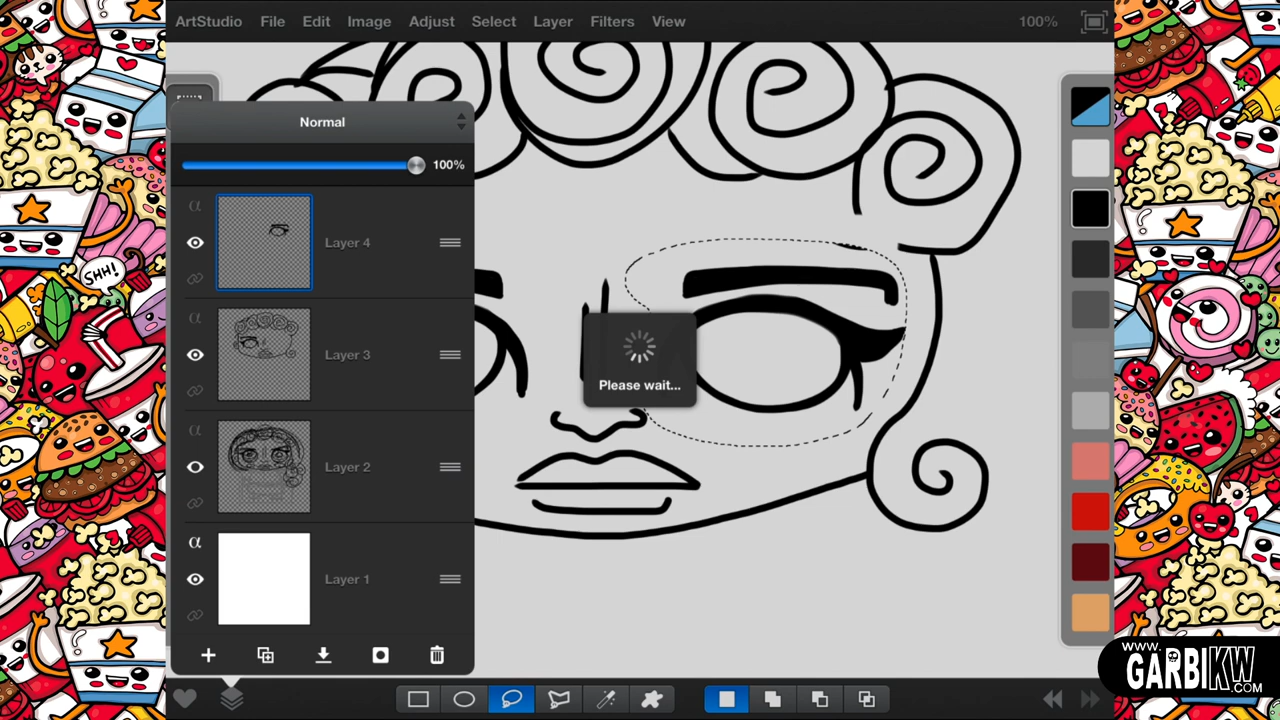 ArtStudio File Edit Image Adjust Select Layer Filters View 100%
Normal
100%
α
Layer 4
α
Layer 3
α
Layer 2
α
Layer 1
Please wait...
SHH!
WWW.
GARBIKW
.COM